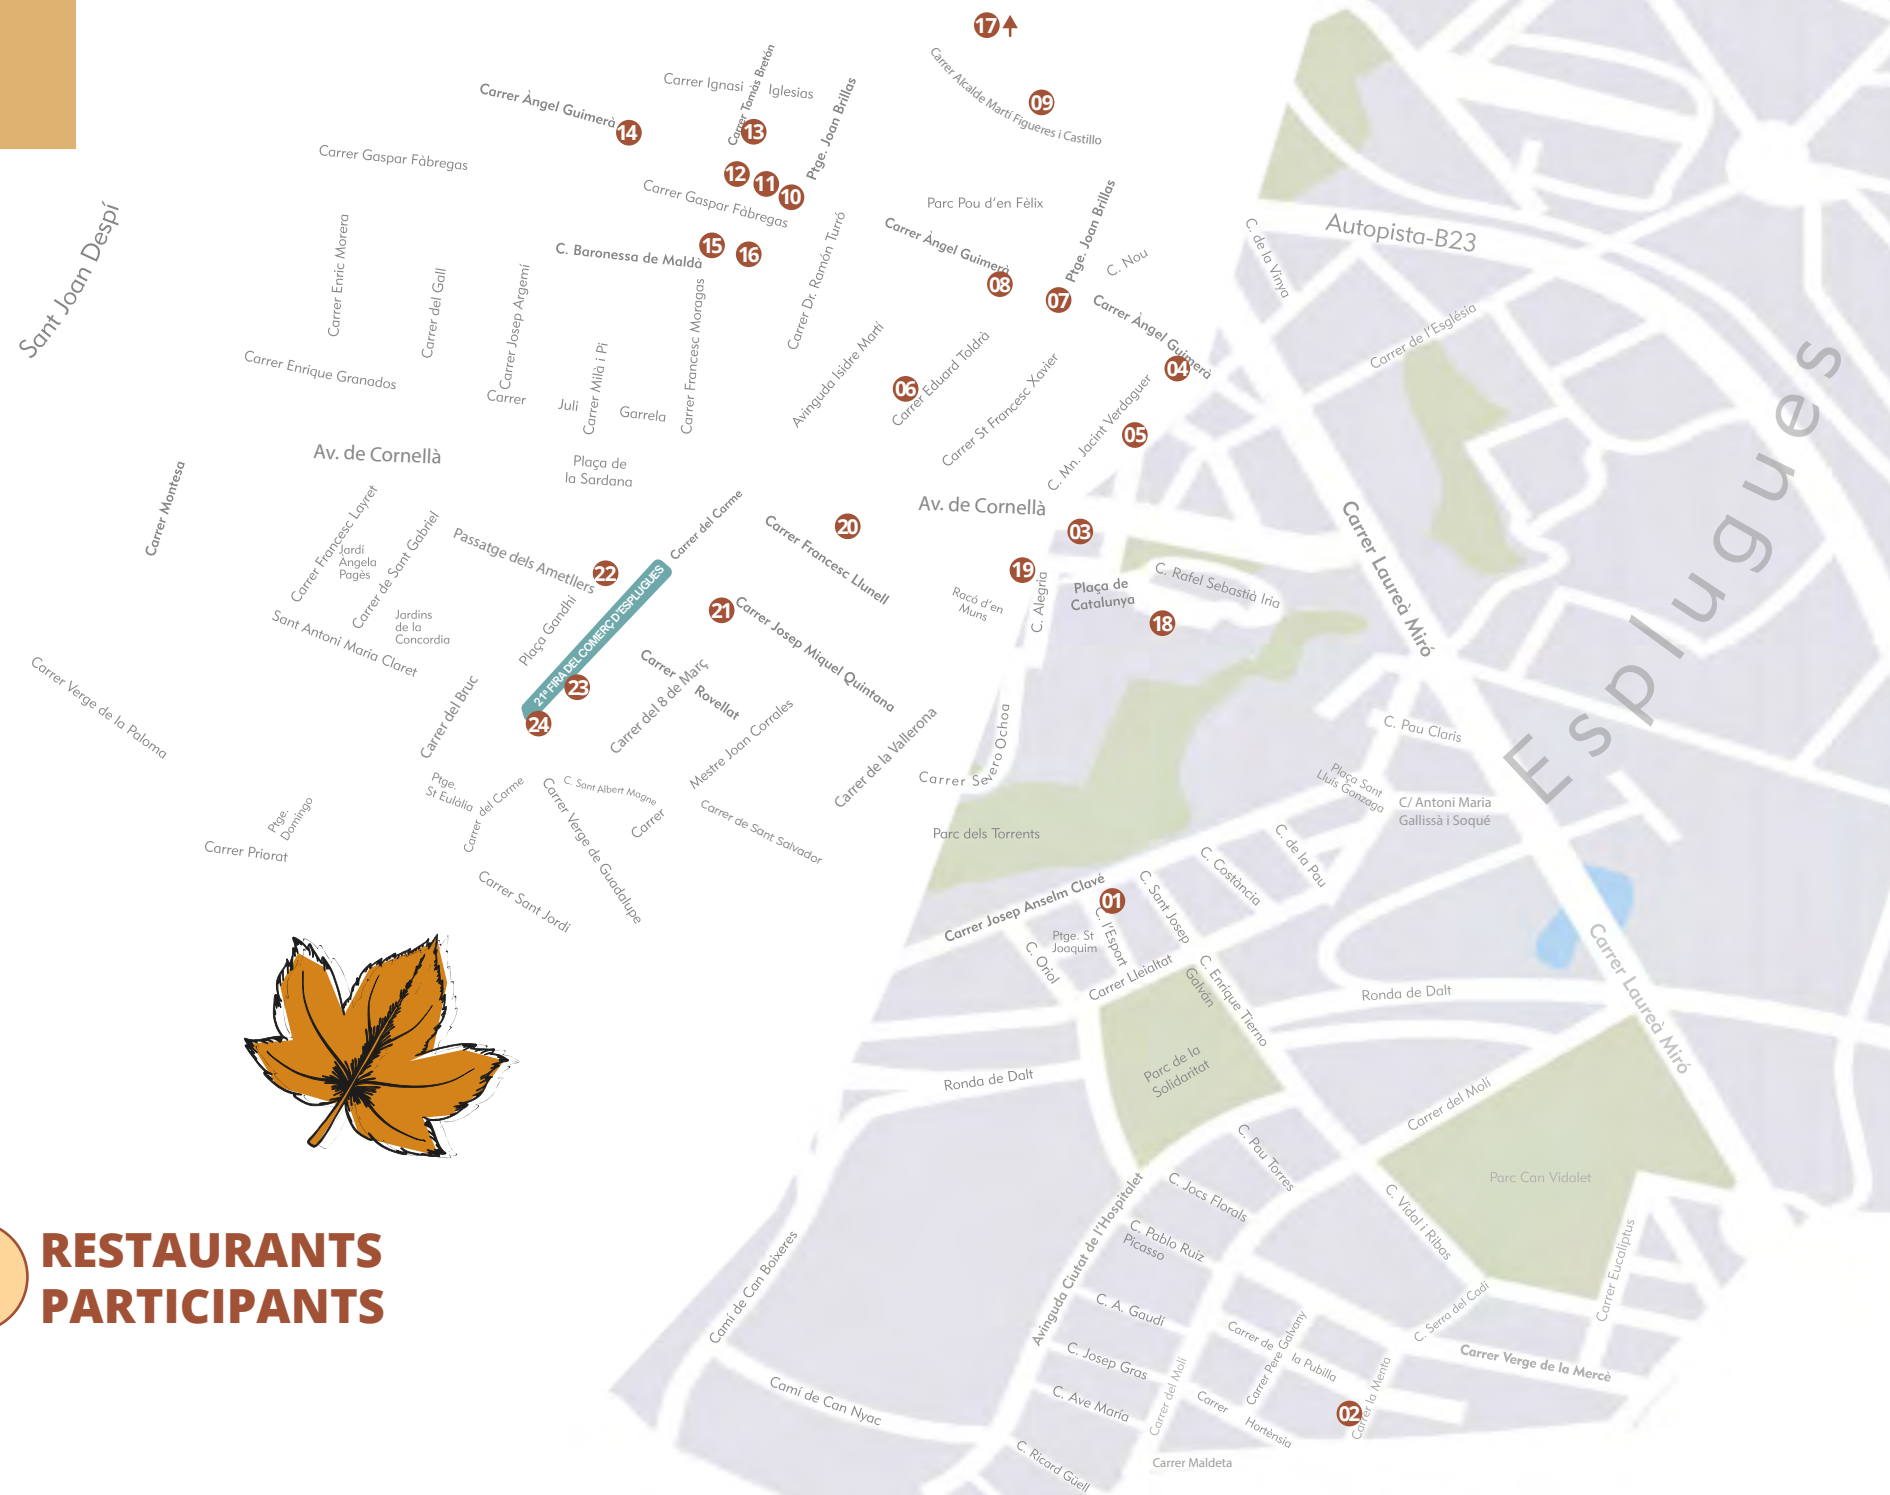 17
Carrer Alcalde Martí Figueres i Castillo
09
Carrer Ignasi Iglesias
Carrer Tomàs Bretón
Ptge. Joan Brillas
Carrer Àngel Guimerà
14
13
12
11
10
Carrer Gaspar Fàbregas
Carrer Gaspar Fàbregas
Parc Pou d'en Fèlix
Ptge. Joan Brillas
Carrer Àngel Guimerà
08
07
C. Nou
Carrer Àngel Guimerà
04
C. de la Vinya
Autopista-B23
Carrer de l'Església
Esplugues
Sant Joan Despí
Carrer Enric Morera
Carrer del Gall
Carrer Josep Argemí
C. Baronessa de Maldà
15
16
Carrer Francesc Moragas
Carrer Dr. Ramón Turró
Avinguda Isidre Martí
06
Carrer Eduard Toldrà
Carrer St Francesc Xavier
C. Mn. Jacint Verdaguer
05
Carrer Enrique Granados
Carrer Juli Garrela
Carrer Milà i Pi
Av. de Cornellà
Plaça de
la Sardana
Av. de Cornellà
03
Carrer Montesa
Carrer Francesc Layret
Jardí
Àngela
Pagès
Carrer de Sant Gabriel
Passatge dels Ametllers
22
Carrer del Carme
Carrer Francesc Llunell
20
19
C. Alegria
Racó d'en
Muns
Plaça de
Catalunya
C. Rafel Sebastià Iria
18
Carrer Laureà Miró
Sant Antoni Maria Claret
Jardins
de la
Concordia
Plaça Gandhi
21ª FIRA DEL COMERÇ D'ESPLUGUES
21
Carrer Josep Miquel Quintana
Carrer Rovellat
23
24
Carrer del 8 de Març
Mestre Joan Corrales
Carrer de la Vallerona
Carrer Severo Ochoa
Carrer Verge de la Paloma
Carrer del Bruc
Ptge.
St Eulàlia
Carrer del Carme
C. Sant Albert Magne
Carrer
Carrer Verge de Guadalupe
Carrer de Sant Salvador
Ptge.
Domingo
Carrer Priorat
Carrer Sant Jordi
Parc dels Torrents
C. Pau Claris
Plaça Sant
Lluís Gonzaga
C/ Antoni Maria
Gallissà i Soqué
C. de la Pau
C. Costància
Carrer Josep Anselm Clavé
01
C. Sant Josep
C. l'Esport
Ptge. St
Joaquim
C. Oriol
Carrer Lleialtat
C. Enrique Tierno
Galván
Ronda de Dalt
Carrer Laureà Miró
Ronda de Dalt
Parc de la
Solidaritat
Carrer del Molí
Parc Can Vidalet
C. Pau Torres
C. Jocs Florals
C. Pablo Ruiz
Picasso
C. Vidal i Ribas
Carrer Eucaliptus
Avinguda Ciutat de l'Hospitalet
Camí de Can Boixeres
C. A. Gaudí
C. Josep Gras
C. Ave Maria
Carrer del Molí
Carrer de la Pubilla
Carrer Pere Galvany
C. Serra del Cadí
Carrer Verge de la Mercè
Carrer la Menta
02
Carrer Hortènsia
Camí de Can Nyac
C. Ricard Güell
Carrer Maldeta
RESTAURANTS
PARTICIPANTS